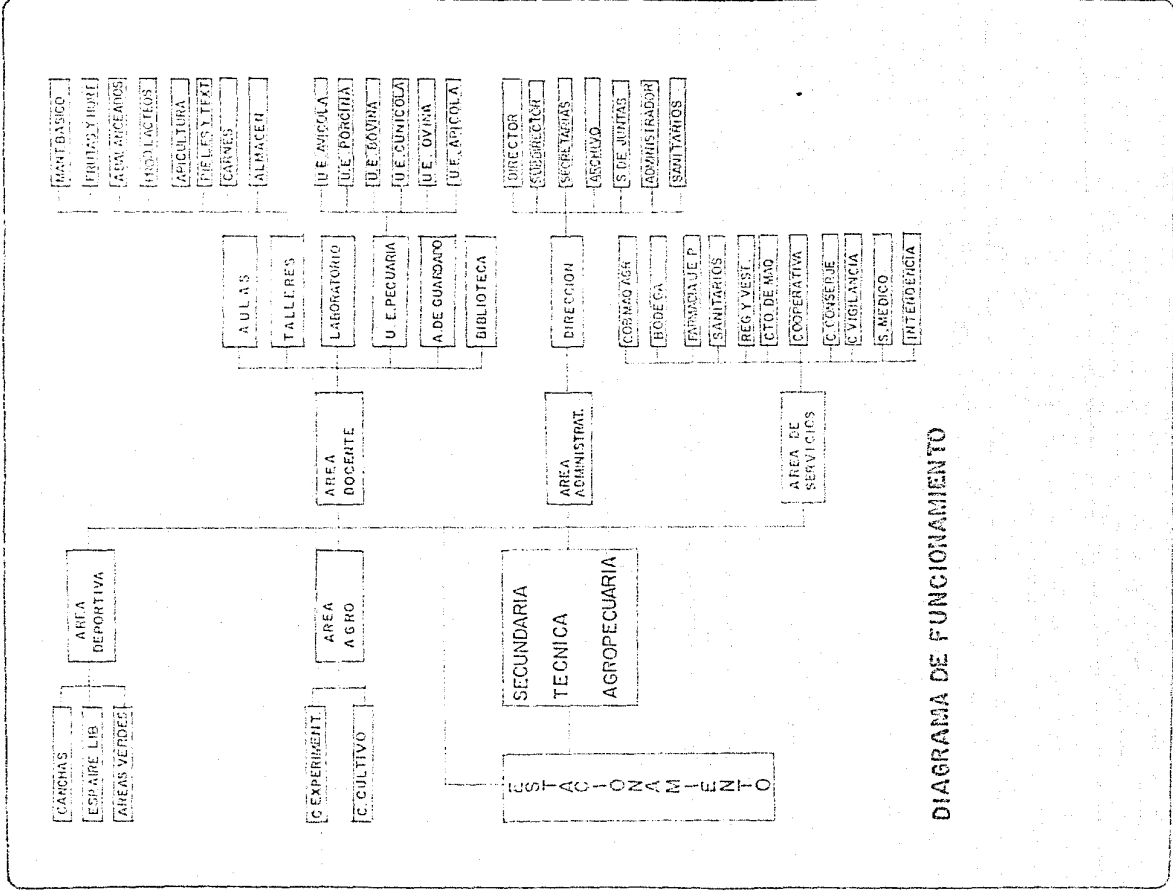 CANCHAS
ESP. AIRE LIB.
AREAS VERDES
AREA
DEPORTIVA
C. EXPERIMENT.
C. CULTIVO
AREA
AGRO
ESTACIONAMIENTO
SECUNDARIA
TECNICA
AGROPECUARIA
AREA
DOCENTE
AULAS
TALLERES
LABORATORIO
U. E. PECUARIA
A. DE GUARDADO
BIBLIOTECA
MANT. BASICO
FRUTAS Y HORT.
A. BALANCEADOS
PROD. LACTEOS
APICULTURA
PIELES Y TEXT.
CARNES
ALMACEN
U. E. AVICOLA
U. E. PORCINA
U. E. BOVINA
U. E. CUNICOLA
U. E. OVINA
U. E. APICOLA
AREA
ADMINISTRAT.
DIRECCION
DIRECTOR
SUBDIRECTOR
SECRETARIAS
ARCHIVO
S. DE JUNTAS
ADMINISTRADOR
SANITARIOS
AREA DE
SERVICIOS
COB. MAQ. AGR.
BODEGA
FARMACIA U. E. P.
SANITARIOS
REG. Y VEST.
CTO. DE MAQ.
COOPERATIVA
C. CONSERJE
C. VIGILANCIA
S. MEDICO
INTENDENCIA
DIAGRAMA DE FUNCIONAMIENTO